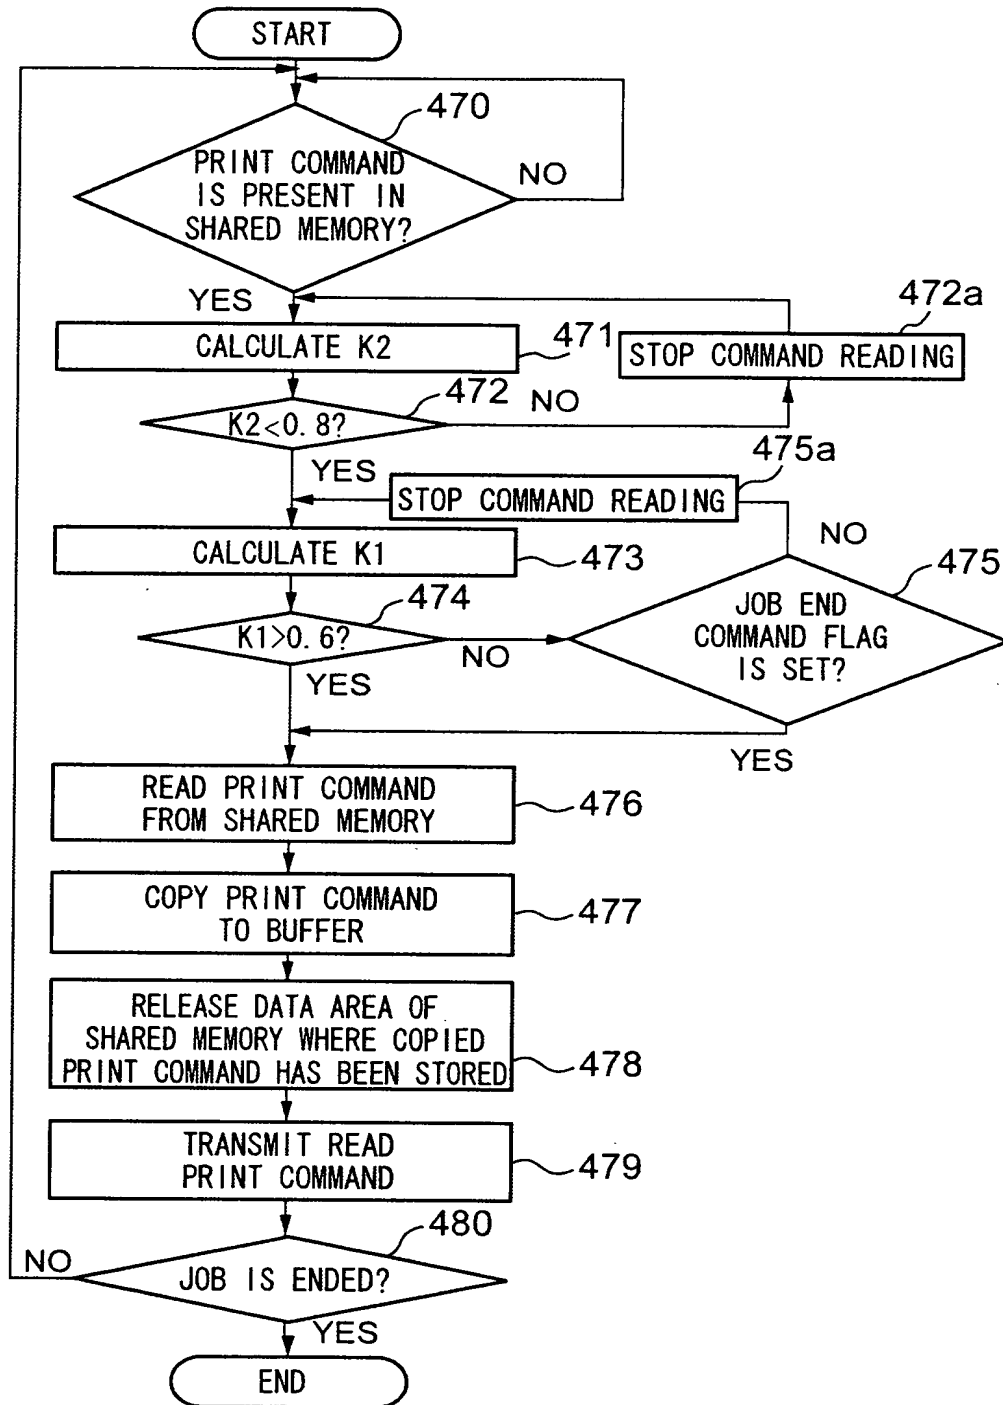 START
470
PRINT COMMAND
IS PRESENT IN
SHARED MEMORY?
NO
YES
472a
CALCULATE K2
471
STOP COMMAND READING
472
K2<0.8?
NO
YES
475a
STOP COMMAND READING
CALCULATE K1
473
NO
475
474
K1>0.6?
NO
JOB END
COMMAND FLAG
IS SET?
YES
YES
READ PRINT COMMAND
FROM SHARED MEMORY
476
COPY PRINT COMMAND
TO BUFFER
477
RELEASE DATA AREA OF
SHARED MEMORY WHERE COPIED
PRINT COMMAND HAS BEEN STORED
478
TRANSMIT READ
PRINT COMMAND
479
480
NO
JOB IS ENDED?
YES
END